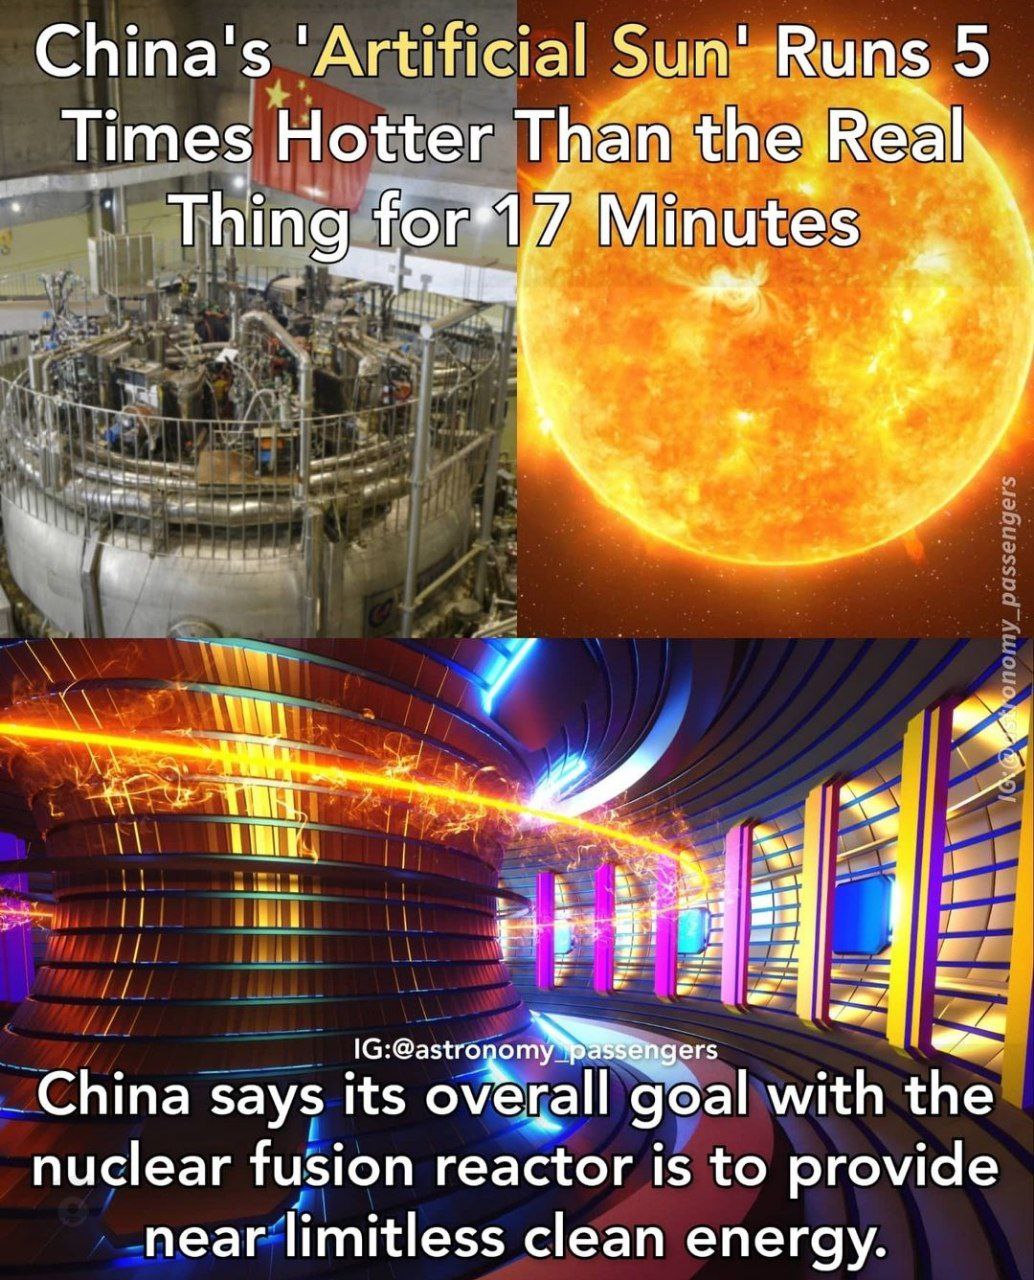 China's 'Artificial Sun' Runs 5
Times Hotter Than the Real
Thing for 17 Minutes
IG:@astronomy_passengers
IG:@astronomy_passengers
China says its overall goal with the
nuclear fusion reactor is to provide
near limitless clean energy.